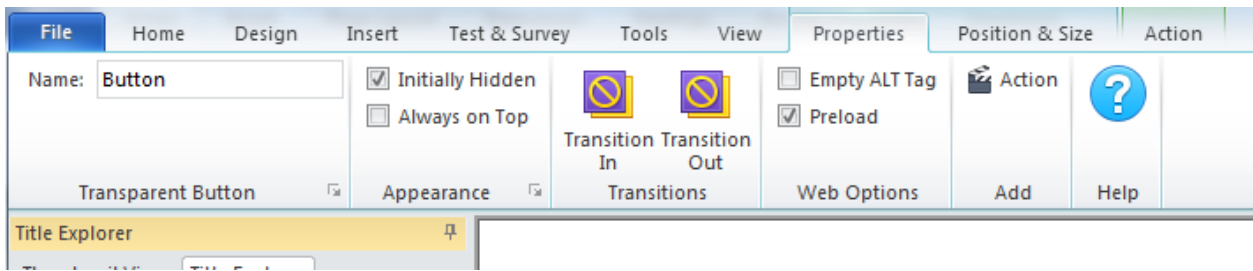 File Home Design Insert Test & Survey Tools View Properties Position & Size Action
Name: Button Initially Hidden Empty ALT Tag Action
Always on Top Preload
Transition Transition
In Out
Transparent Button Appearance Transitions Web Options Add Help
Title Explorer